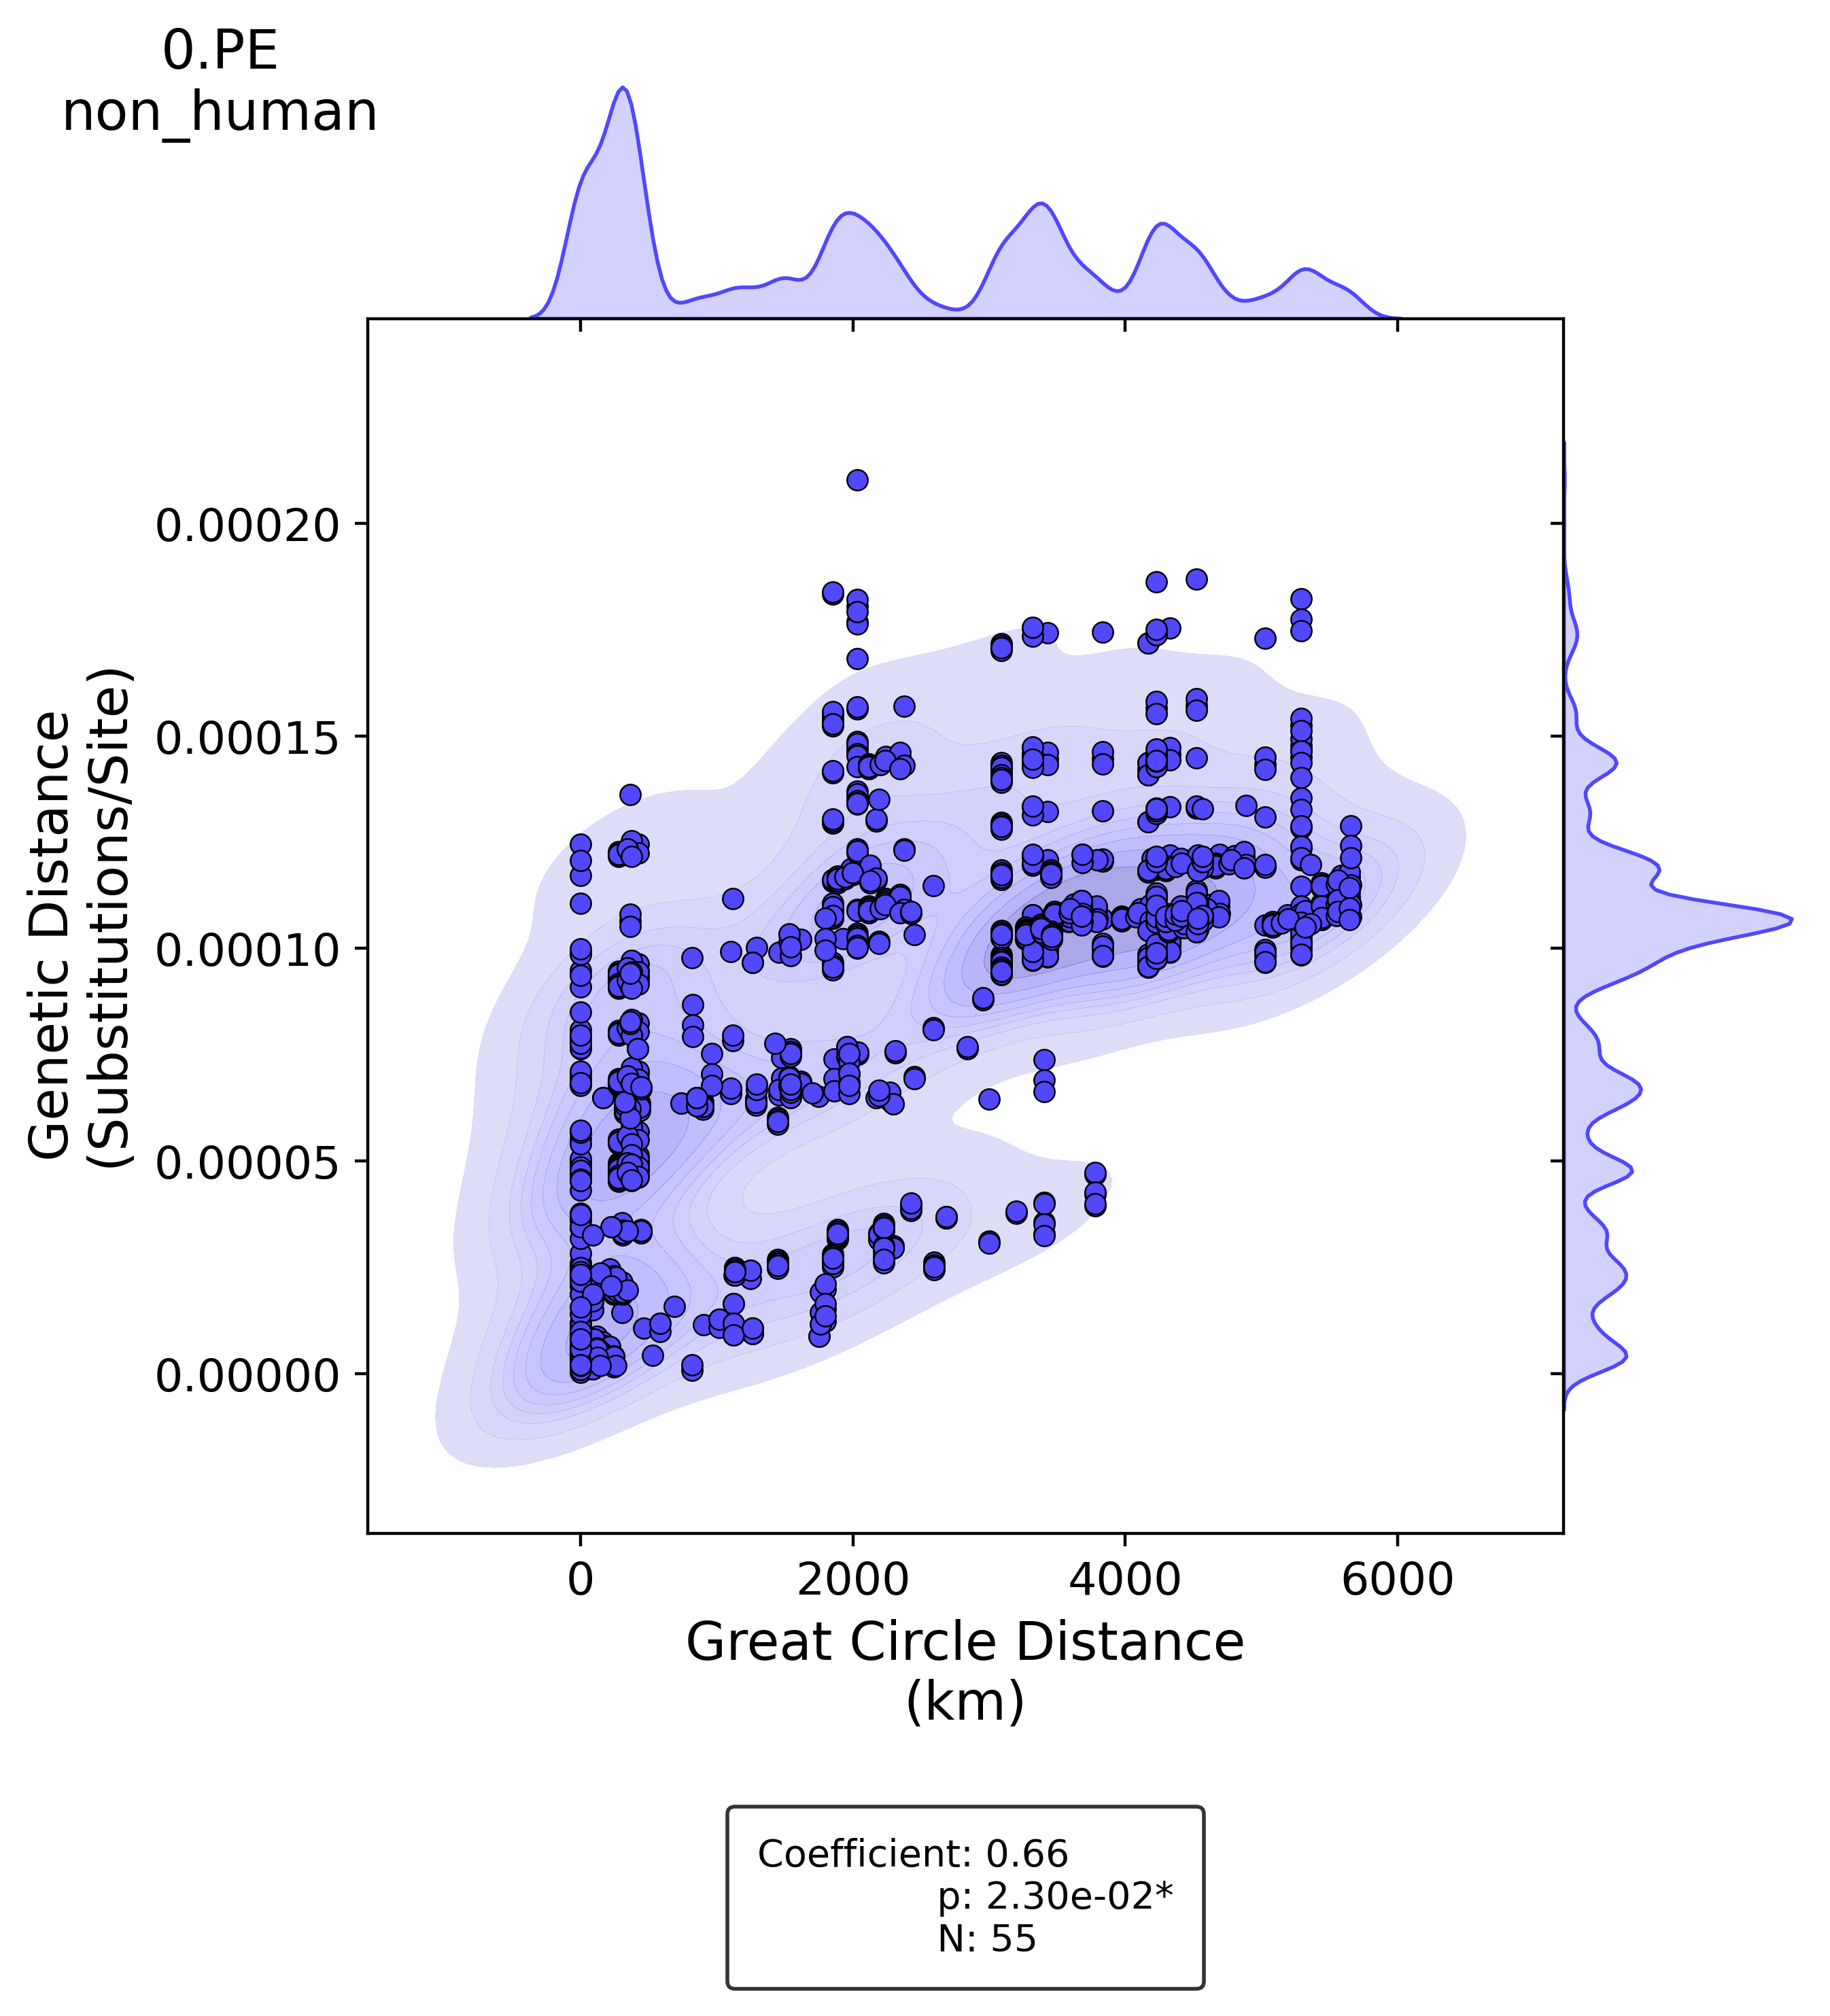 0.PE
non_human
Genetic Distance
(Substitutions/Site)
0.00020
0.00015
0.00010
0.00005
0.00000
0
2000
4000
6000
Great Circle Distance
(km)
Coefficient: 0.66
p: 2.30e-02*
N: 55